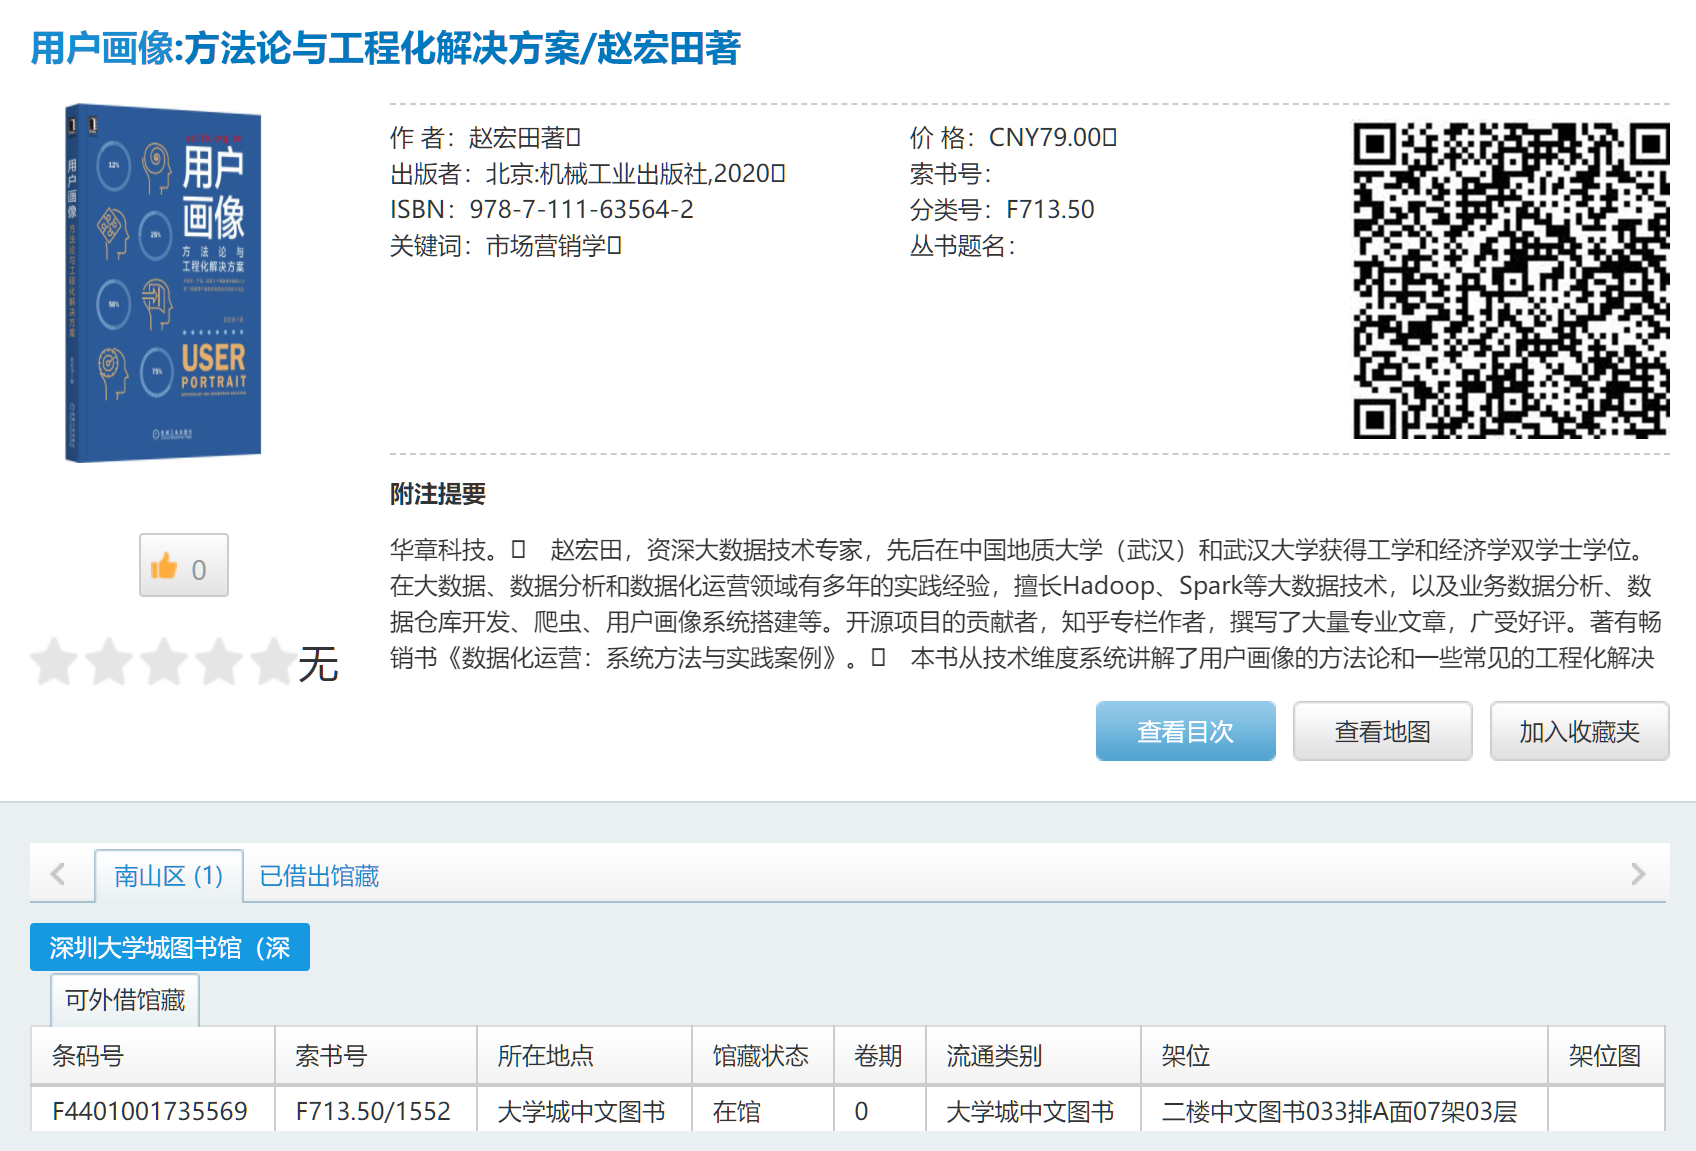 用户画像:方法论与工程化解决方案/赵宏田著
用户画像 方法论与工程化解决方案
12%
25%
50%
75%
用户
画像
方法论与
工程化解决方案
USER
PORTRAIT
作 者：赵宏田著
价 格：CNY79.00
出版者：北京:机械工业出版社,2020
索书号：
ISBN：978-7-111-63564-2
分类号：F713.50
关键词：市场营销学
丛书题名：
附注提要
华章科技。 赵宏田，资深大数据技术专家，先后在中国地质大学（武汉）和武汉大学获得工学和经济学双学士学位。
在大数据、数据分析和数据化运营领域有多年的实践经验，擅长Hadoop、Spark等大数据技术，以及业务数据分析、数
据仓库开发、爬虫、用户画像系统搭建等。开源项目的贡献者，知乎专栏作者，撰写了大量专业文章，广受好评。著有畅
销书《数据化运营：系统方法与实践案例》。 本书从技术维度系统讲解了用户画像的方法论和一些常见的工程化解决
0
无
查看目次 查看地图 加入收藏夹
南山区 (1) 已借出馆藏
深圳大学城图书馆（深
可外借馆藏
条码号 索书号 所在地点 馆藏状态 卷期 流通类别 架位 架位图
F4401001735569 F713.50/1552 大学城中文图书 在馆 0 大学城中文图书 二楼中文图书033排A面07架03层